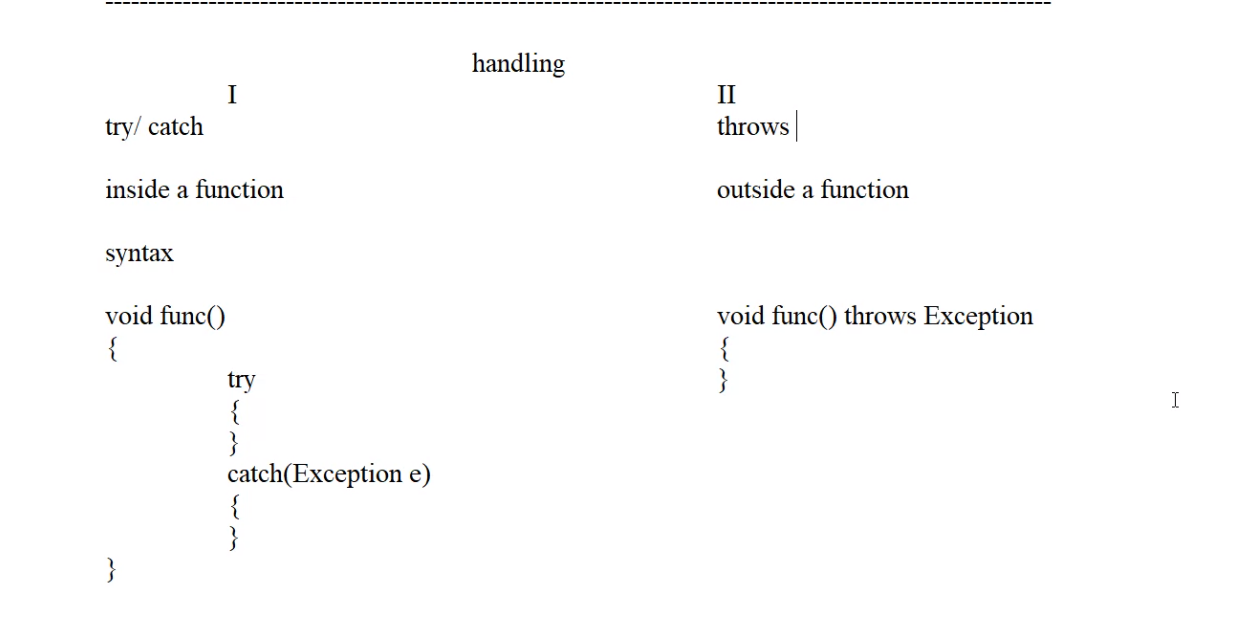 handling
I II
try/ catch throws
inside a function outside a function
syntax
void func() void func() throws Exception
{ {
try }
{
}
catch(Exception e)
{
}
}